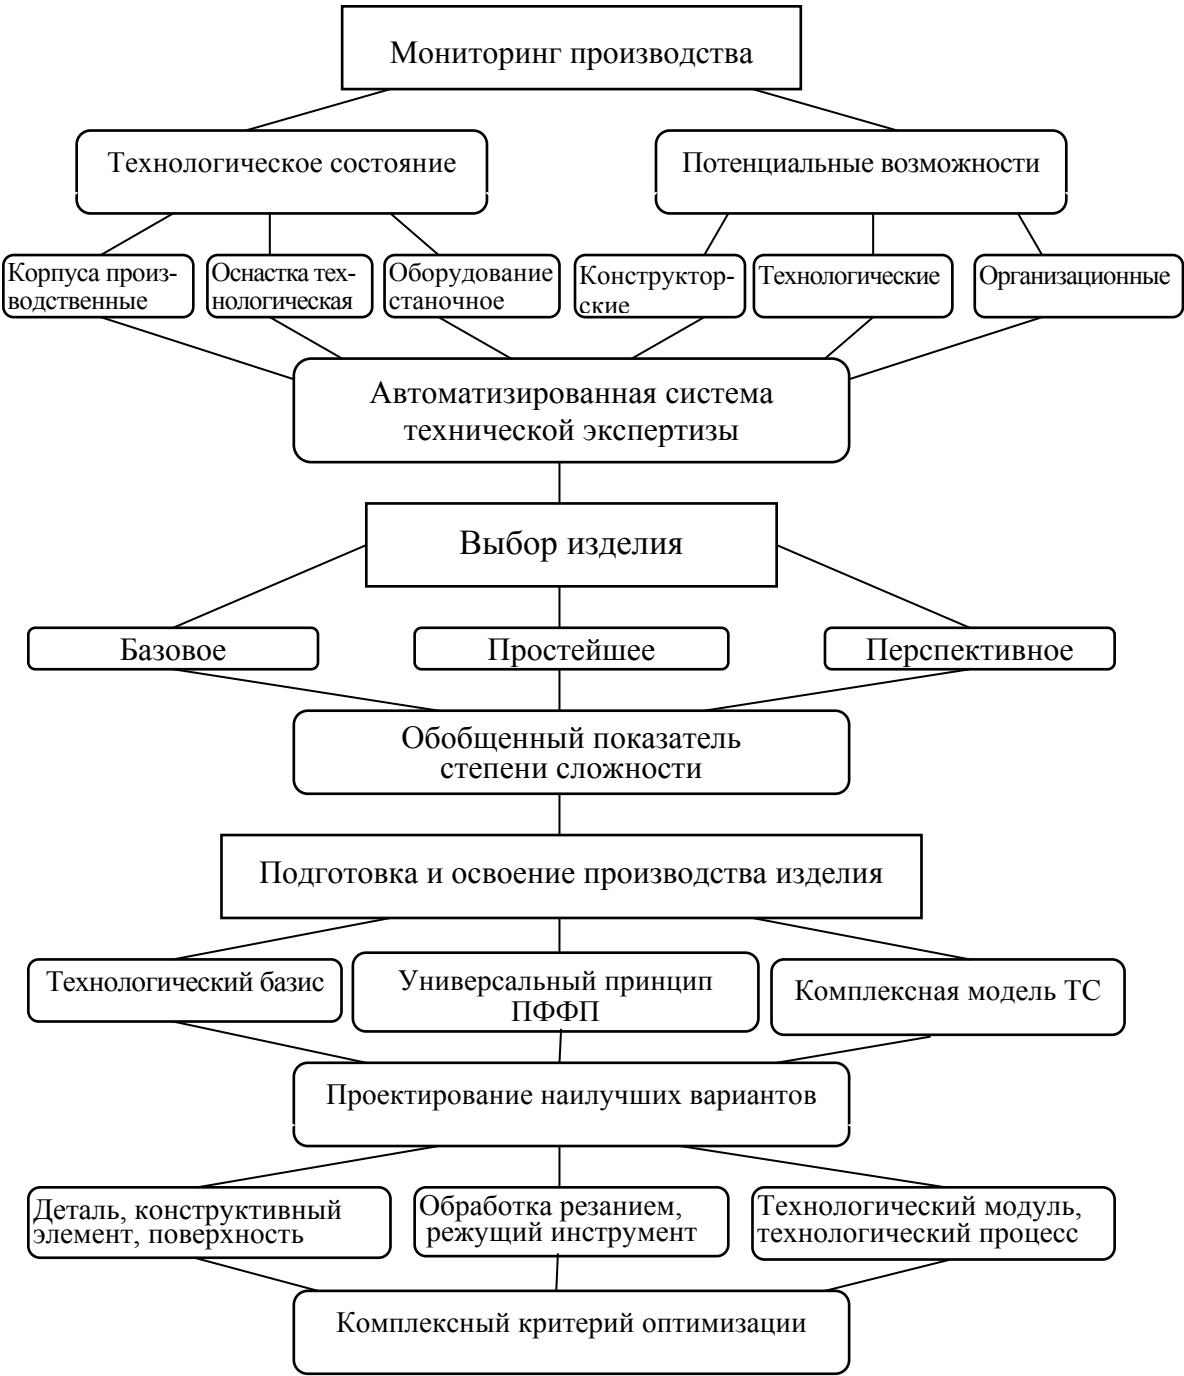 Мониторинг производства
Технологическое состояние
Потенциальные возможности
Корпуса произ-
водственные
Оснастка тех-
нологическая
Оборудование
станочное
Конструктор-
ские
Технологические
Организационные
Автоматизированная система
технической экспертизы
Выбор изделия
Базовое
Простейшее
Перспективное
Обобщенный показатель
степени сложности
Подготовка и освоение производства изделия
Технологический базис
Универсальный принцип
ПФФП
Комплексная модель ТС
Проектирование наилучших вариантов
Деталь, конструктивный
элемент, поверхность
Обработка резанием,
режущий инструмент
Технологический модуль,
технологический процесс
Комплексный критерий оптимизации